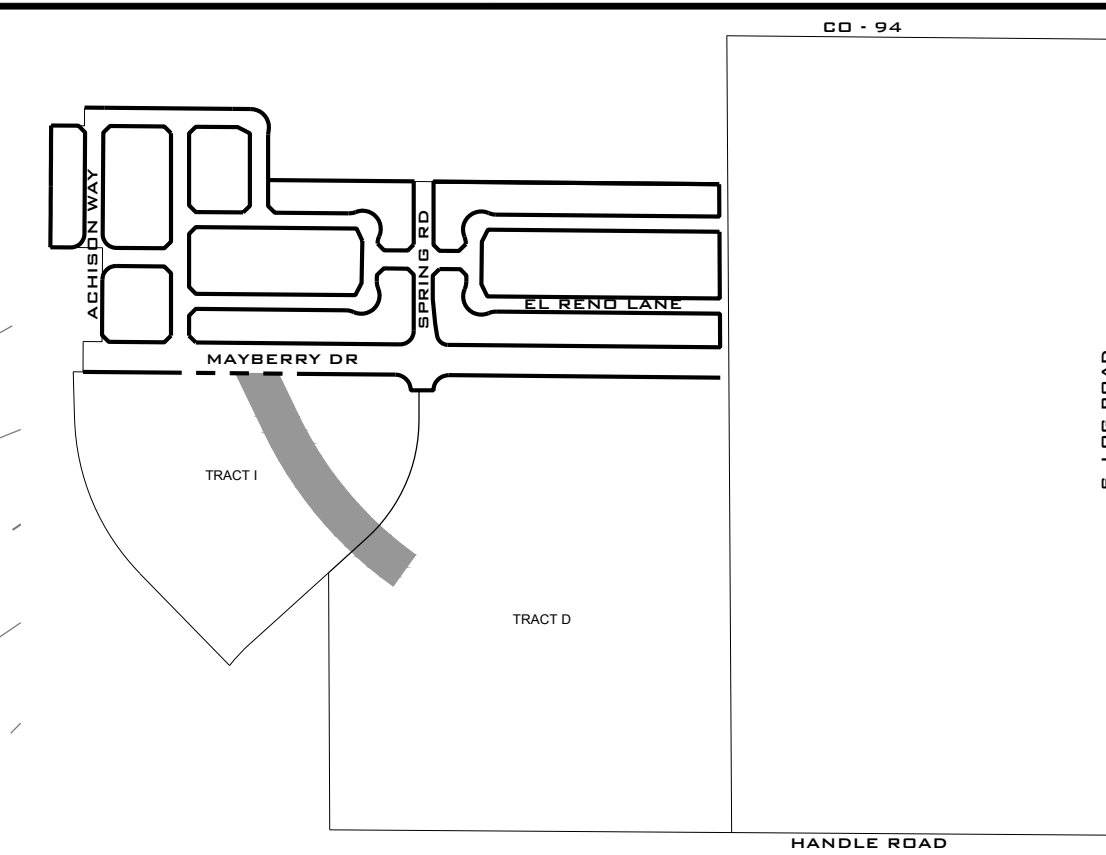 CO - 94
ACHISON WAY
SPRING RD
EL RENO LANE
MAYBERRY DR
TRACT I
TRACT D
HANDLE ROAD